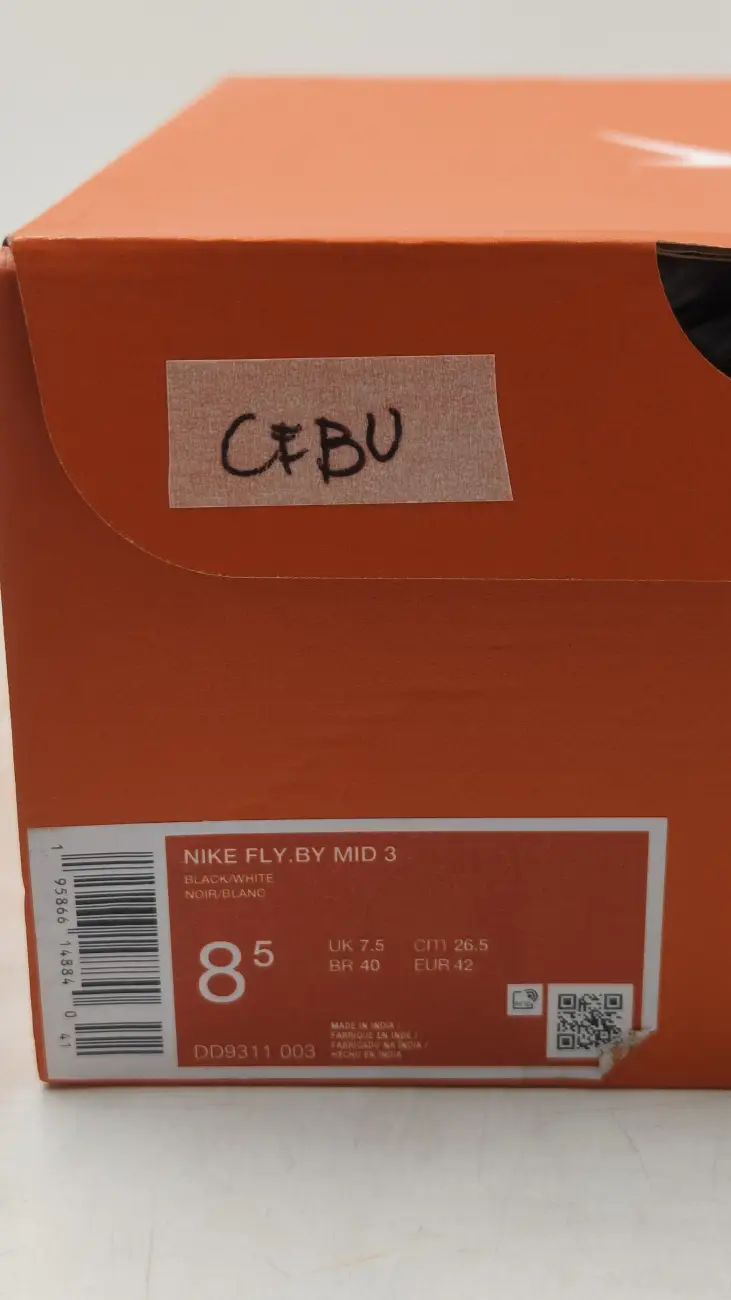 CEBU
NIKE FLY.BY MID 3
BLACK/WHITE
NOIR/BLANC
8 5
UK 7.5
CM 26.5
BR 40
EUR 42
DD9311 003
MADE IN INDIA
FABRIQUÉ EN INDE /
FABRICADO NA INDIA /
HECHO EN INDIA
1 95866 14884 0 41